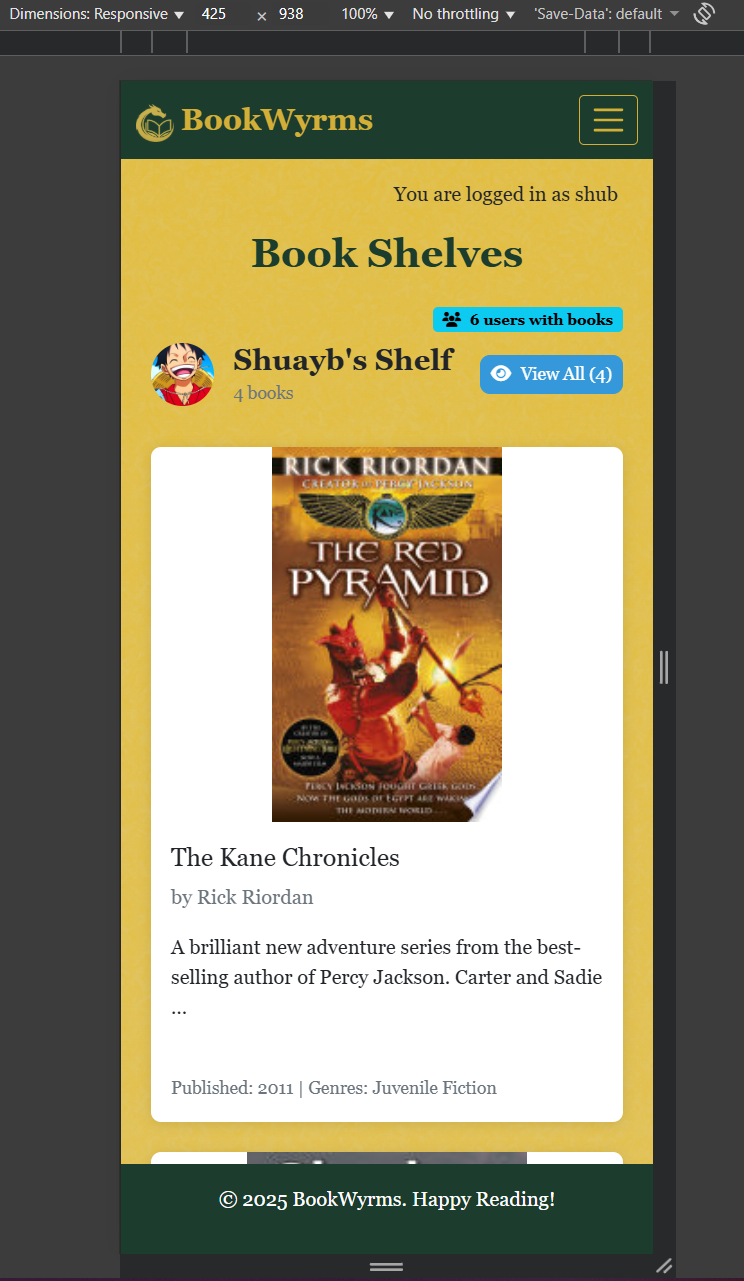 Dimensions: Responsive 425 × 938 100% No throttling 'Save-Data': default
BookWyrms
You are logged in as shub
Book Shelves
6 users with books
Shuayb's Shelf
4 books
View All (4)
RICK RIORDAN
CREATOR OF PERCY JACKSON
KANE
THE RED
PYRAMID
PERCY JACKSON FOUGHT GREEK GODS
NOW THE GODS OF EGYPT ARE WAKING
THE MODERN WORLD
The Kane Chronicles
by Rick Riordan
A brilliant new adventure series from the best-
selling author of Percy Jackson. Carter and Sadie
...
Published: 2011 | Genres: Juvenile Fiction
© 2025 BookWyrms. Happy Reading!